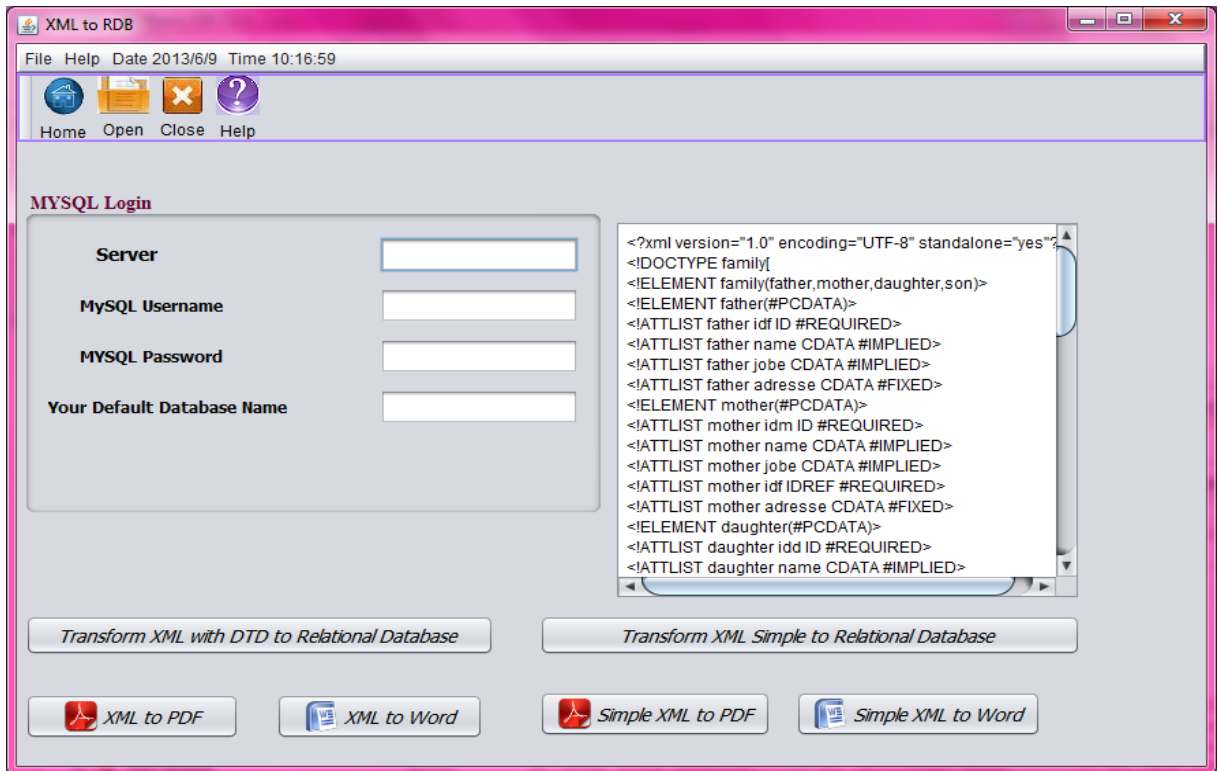 XML to RDB
File Help Date 2013/6/9 Time 10:16:59
Home Open Close Help
MYSQL Login
Server
MySQL Username
MYSQL Password
Your Default Database Name
<?xml version="1.0" encoding="UTF-8" standalone="yes"?
<!DOCTYPE family[
<!ELEMENT family(father,mother,daughter,son)>
<!ELEMENT father(#PCDATA)>
<!ATTLIST father idf ID #REQUIRED>
<!ATTLIST father name CDATA #IMPLIED>
<!ATTLIST father jobe CDATA #IMPLIED>
<!ATTLIST father adresse CDATA #FIXED>
<!ELEMENT mother(#PCDATA)>
<!ATTLIST mother idm ID #REQUIRED>
<!ATTLIST mother name CDATA #IMPLIED>
<!ATTLIST mother jobe CDATA #IMPLIED>
<!ATTLIST mother idf IDREF #REQUIRED>
<!ATTLIST mother adresse CDATA #FIXED>
<!ELEMENT daughter(#PCDATA)>
<!ATTLIST daughter idd ID #REQUIRED>
<!ATTLIST daughter name CDATA #IMPLIED>
Transform XML with DTD to Relational Database
Transform XML Simple to Relational Database
XML to PDF
XML to Word
Simple XML to PDF
Simple XML to Word